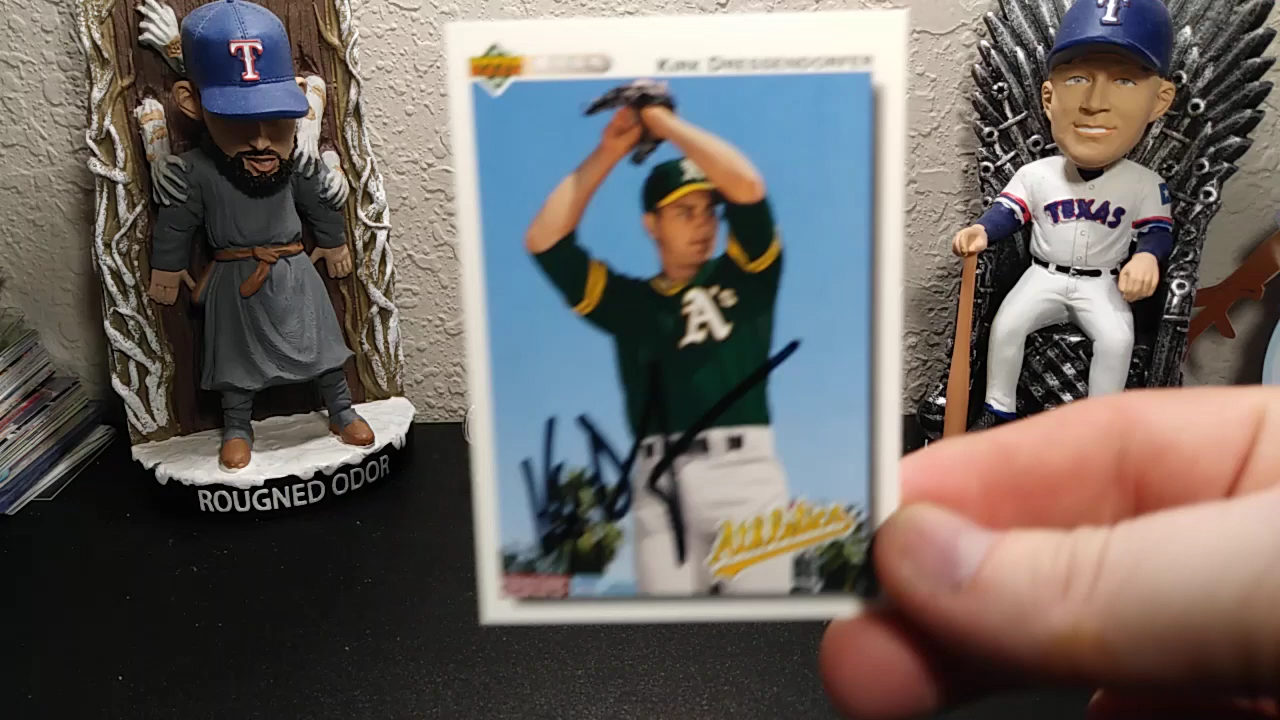 KIRK DRESSENDORFER
T
T
TEXAS
A's
Athletics
ROUGNED ODOR